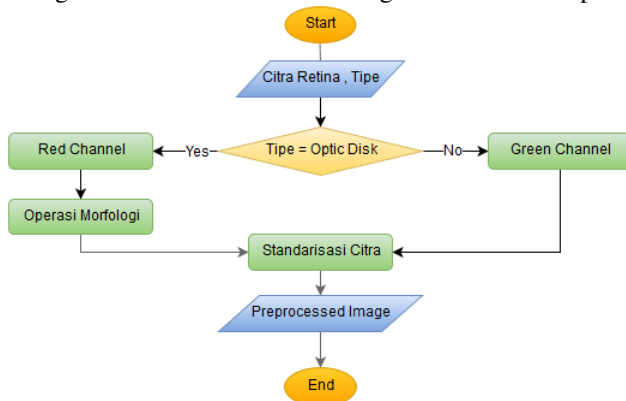 Start
Citra Retina , Tipe
Red Channel
Yes
Tipe = Optic Disk
No
Green Channel
Operasi Morfologi
Standarisasi Citra
Preprocessed Image
End